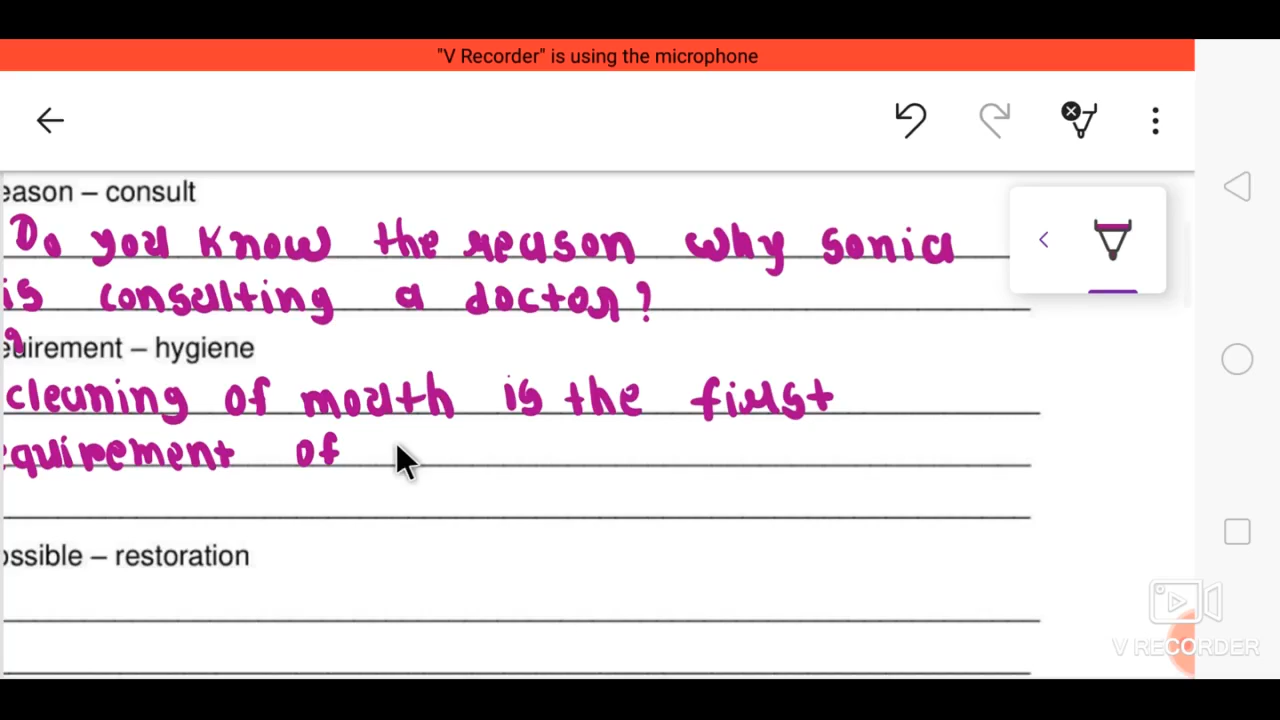 "V Recorder" is using the microphone
eason – consult
Do you know the reason why sonia
is consulting a doctor?
q
euirement – hygiene
cleaning of mouth is the first
equirement of
ossible – restoration
V RECORDER